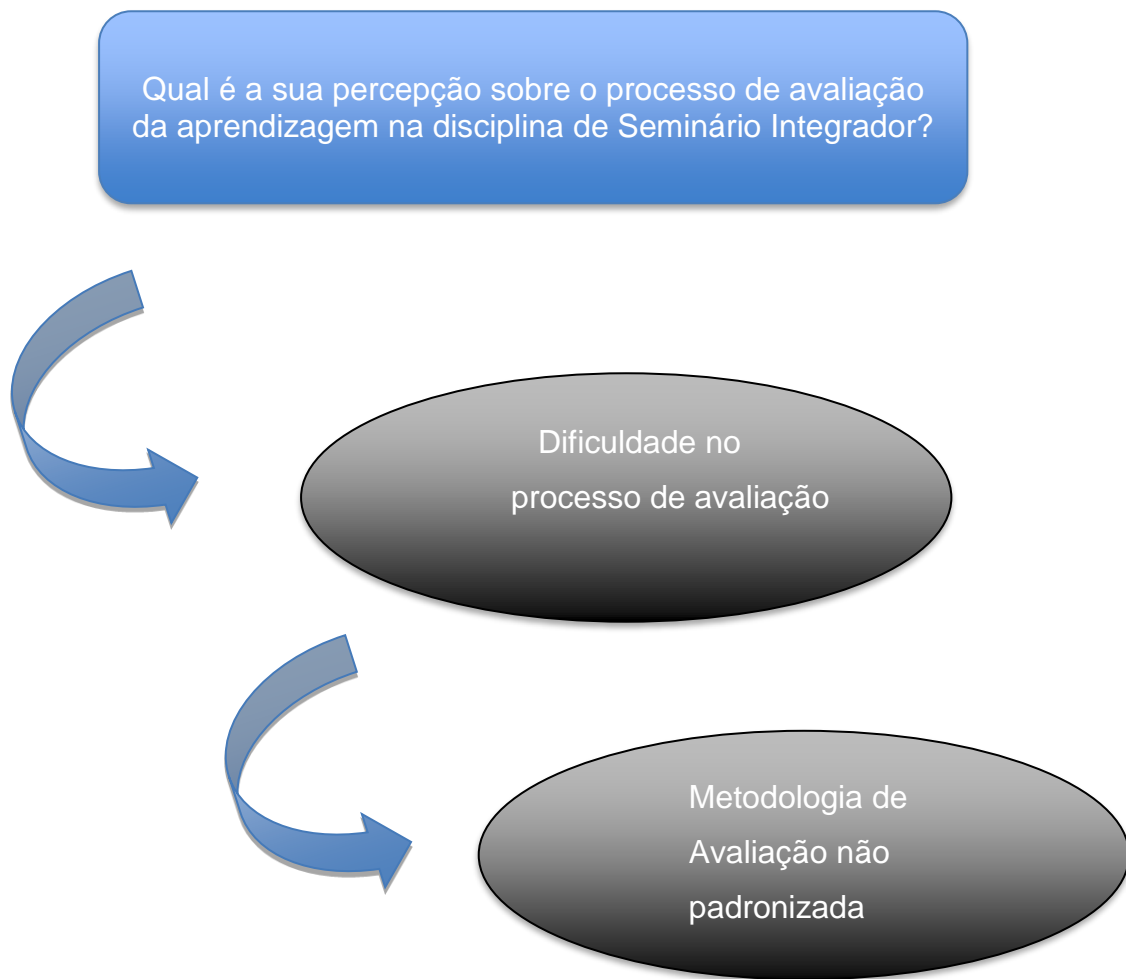 Qual é a sua percepção sobre o processo de avaliação
da aprendizagem na disciplina de Seminário Integrador?
Dificuldade no
processo de avaliação
Metodologia de
Avaliação não
padronizada